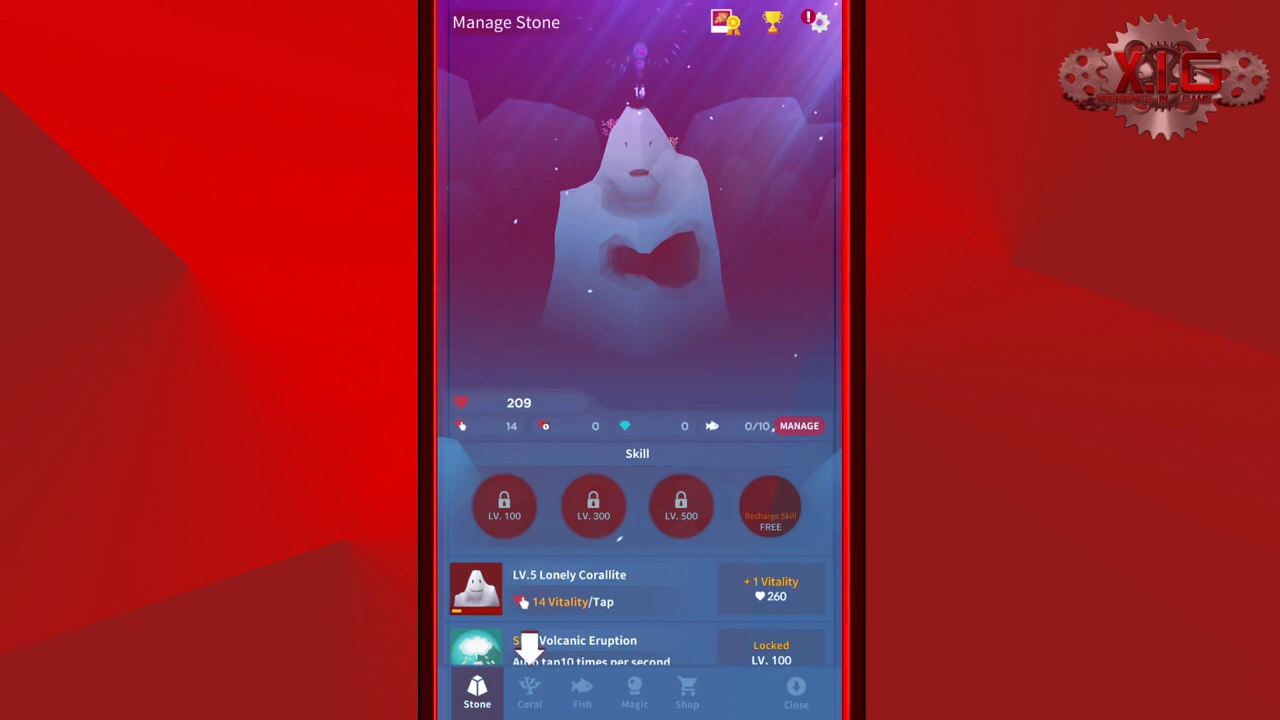 Manage Stone
X.I.G
14
209
14
0
0
0/10
MANAGE
Skill
LV. 100
LV. 300
LV. 500
Recharge Skill
FREE
LV.5 Lonely Corallite
14 Vitality/Tap
+ 1 Vitality
260
Volcanic Eruption
Auto tap10 times per second
Locked
LV. 100
Stone
Coral
Fish
Magic
Shop
Close